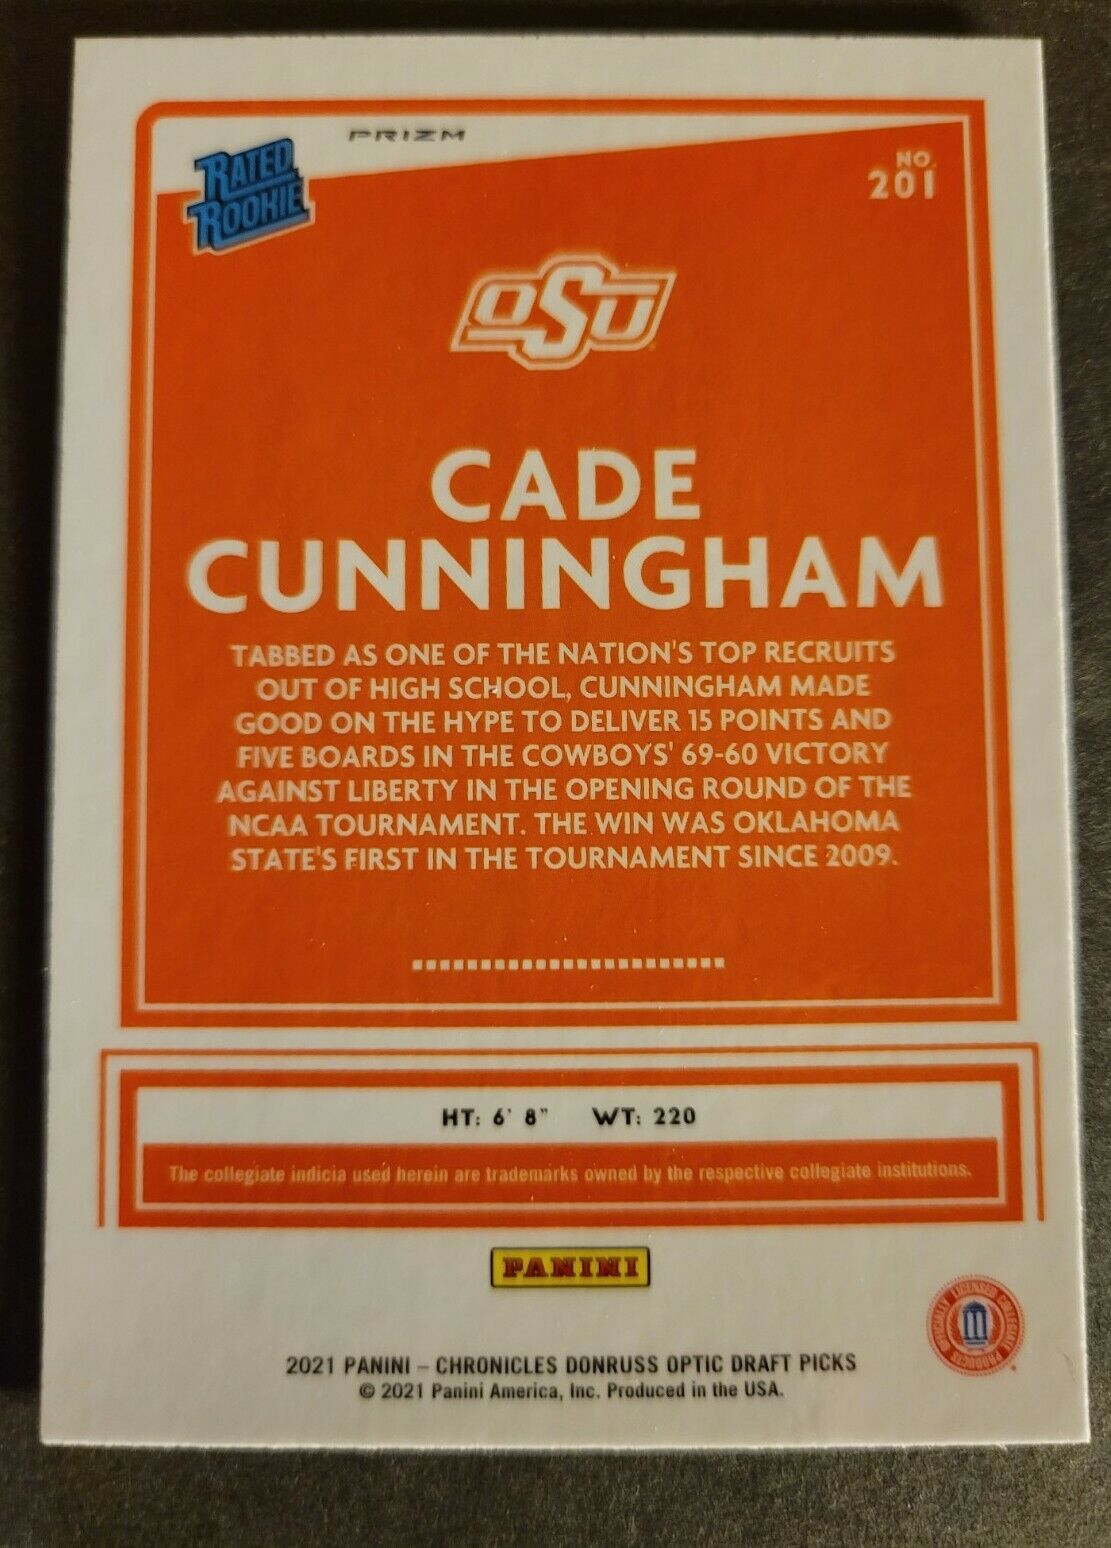 PRIZM
RATED
ROOKIE
NO.
201
OSU
CADE
CUNNINGHAM
TABBED AS ONE OF THE NATION'S TOP RECRUITS
OUT OF HIGH SCHOOL, CUNNINGHAM MADE
GOOD ON THE HYPE TO DELIVER 15 POINTS AND
FIVE BOARDS IN THE COWBOYS' 69-60 VICTORY
AGAINST LIBERTY IN THE OPENING ROUND OF THE
NCAA TOURNAMENT. THE WIN WAS OKLAHOMA
STATE'S FIRST IN THE TOURNAMENT SINCE 2009.
HT: 6' 8" WT: 220
The collegiate indicia used herein are trademarks owned by the respective collegiate institutions.
PANINI
OFFICIALLY LICENSED COLLEGIATE PRODUCTS
2021 PANINI – CHRONICLES DONRUSS OPTIC DRAFT PICKS
© 2021 Panini America, Inc. Produced in the USA.